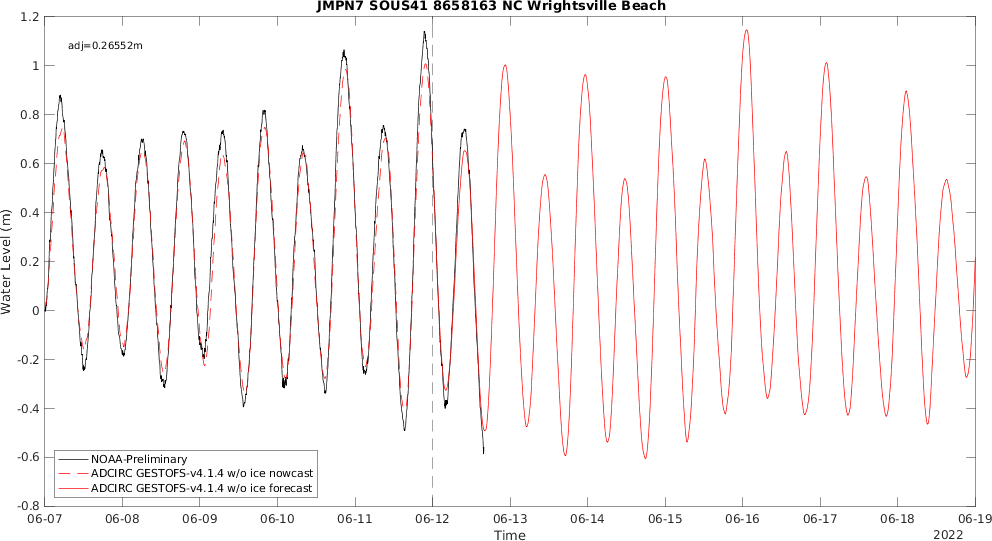 JMPN7 SOUS41 8658163 NC Wrightsville Beach
adj=0.26552m
Water Level (m)
1.2
1
0.8
0.6
0.4
0.2
0
-0.2
-0.4
-0.6
-0.8
NOAA-Preliminary
ADCIRC GESTOFS-v4.1.4 w/o ice nowcast
ADCIRC GESTOFS-v4.1.4 w/o ice forecast
06-07 06-08 06-09 06-10 06-11 06-12 06-13 06-14 06-15 06-16 06-17 06-18 06-19
Time
2022